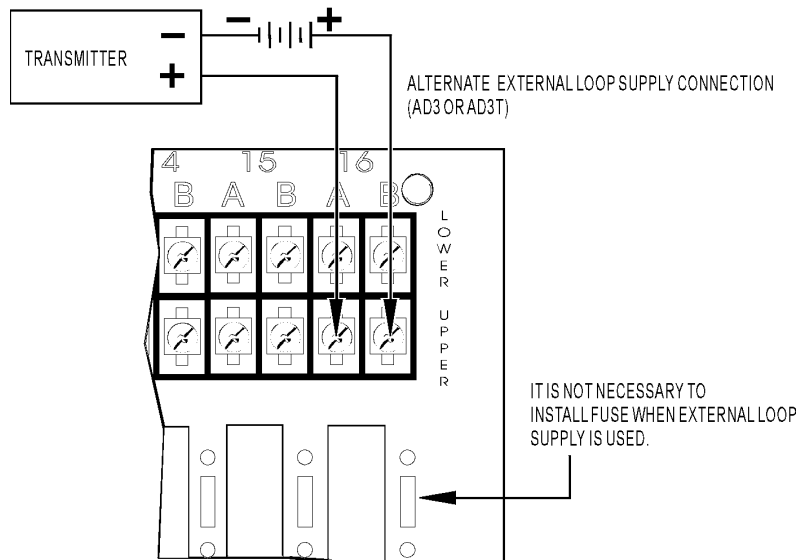 − +
TRANSMITTER −
+
ALTERNATE EXTERNAL LOOP SUPPLY CONNECTION
(AD3 OR AD3T)
4 15 16
B A B A B
LOWER UPPER
IT IS NOT NECESSARY TO
INSTALL FUSE WHEN EXTERNAL LOOP
SUPPLY IS USED.